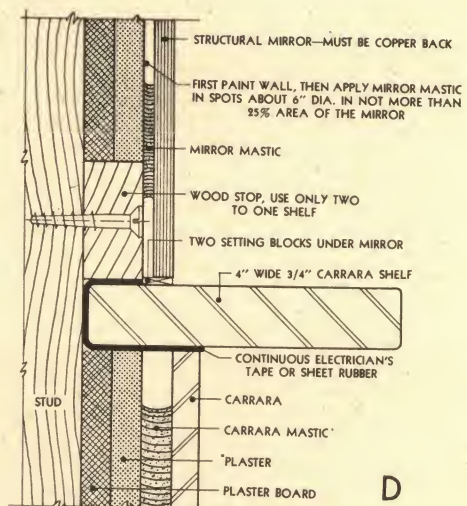 STRUCTURAL MIRROR—MUST BE COPPER BACK
FIRST PAINT WALL, THEN APPLY MIRROR MASTIC
IN SPOTS ABOUT 6" DIA. IN NOT MORE THAN
25% AREA OF THE MIRROR
MIRROR MASTIC
WOOD STOP, USE ONLY TWO
TO ONE SHELF
TWO SETTING BLOCKS UNDER MIRROR
4" WIDE 3/4" CARRARA SHELF
CONTINUOUS ELECTRICIAN'S
TAPE OR SHEET RUBBER
STUD
CARRARA
CARRARA MASTIC
PLASTER
PLASTER BOARD
D